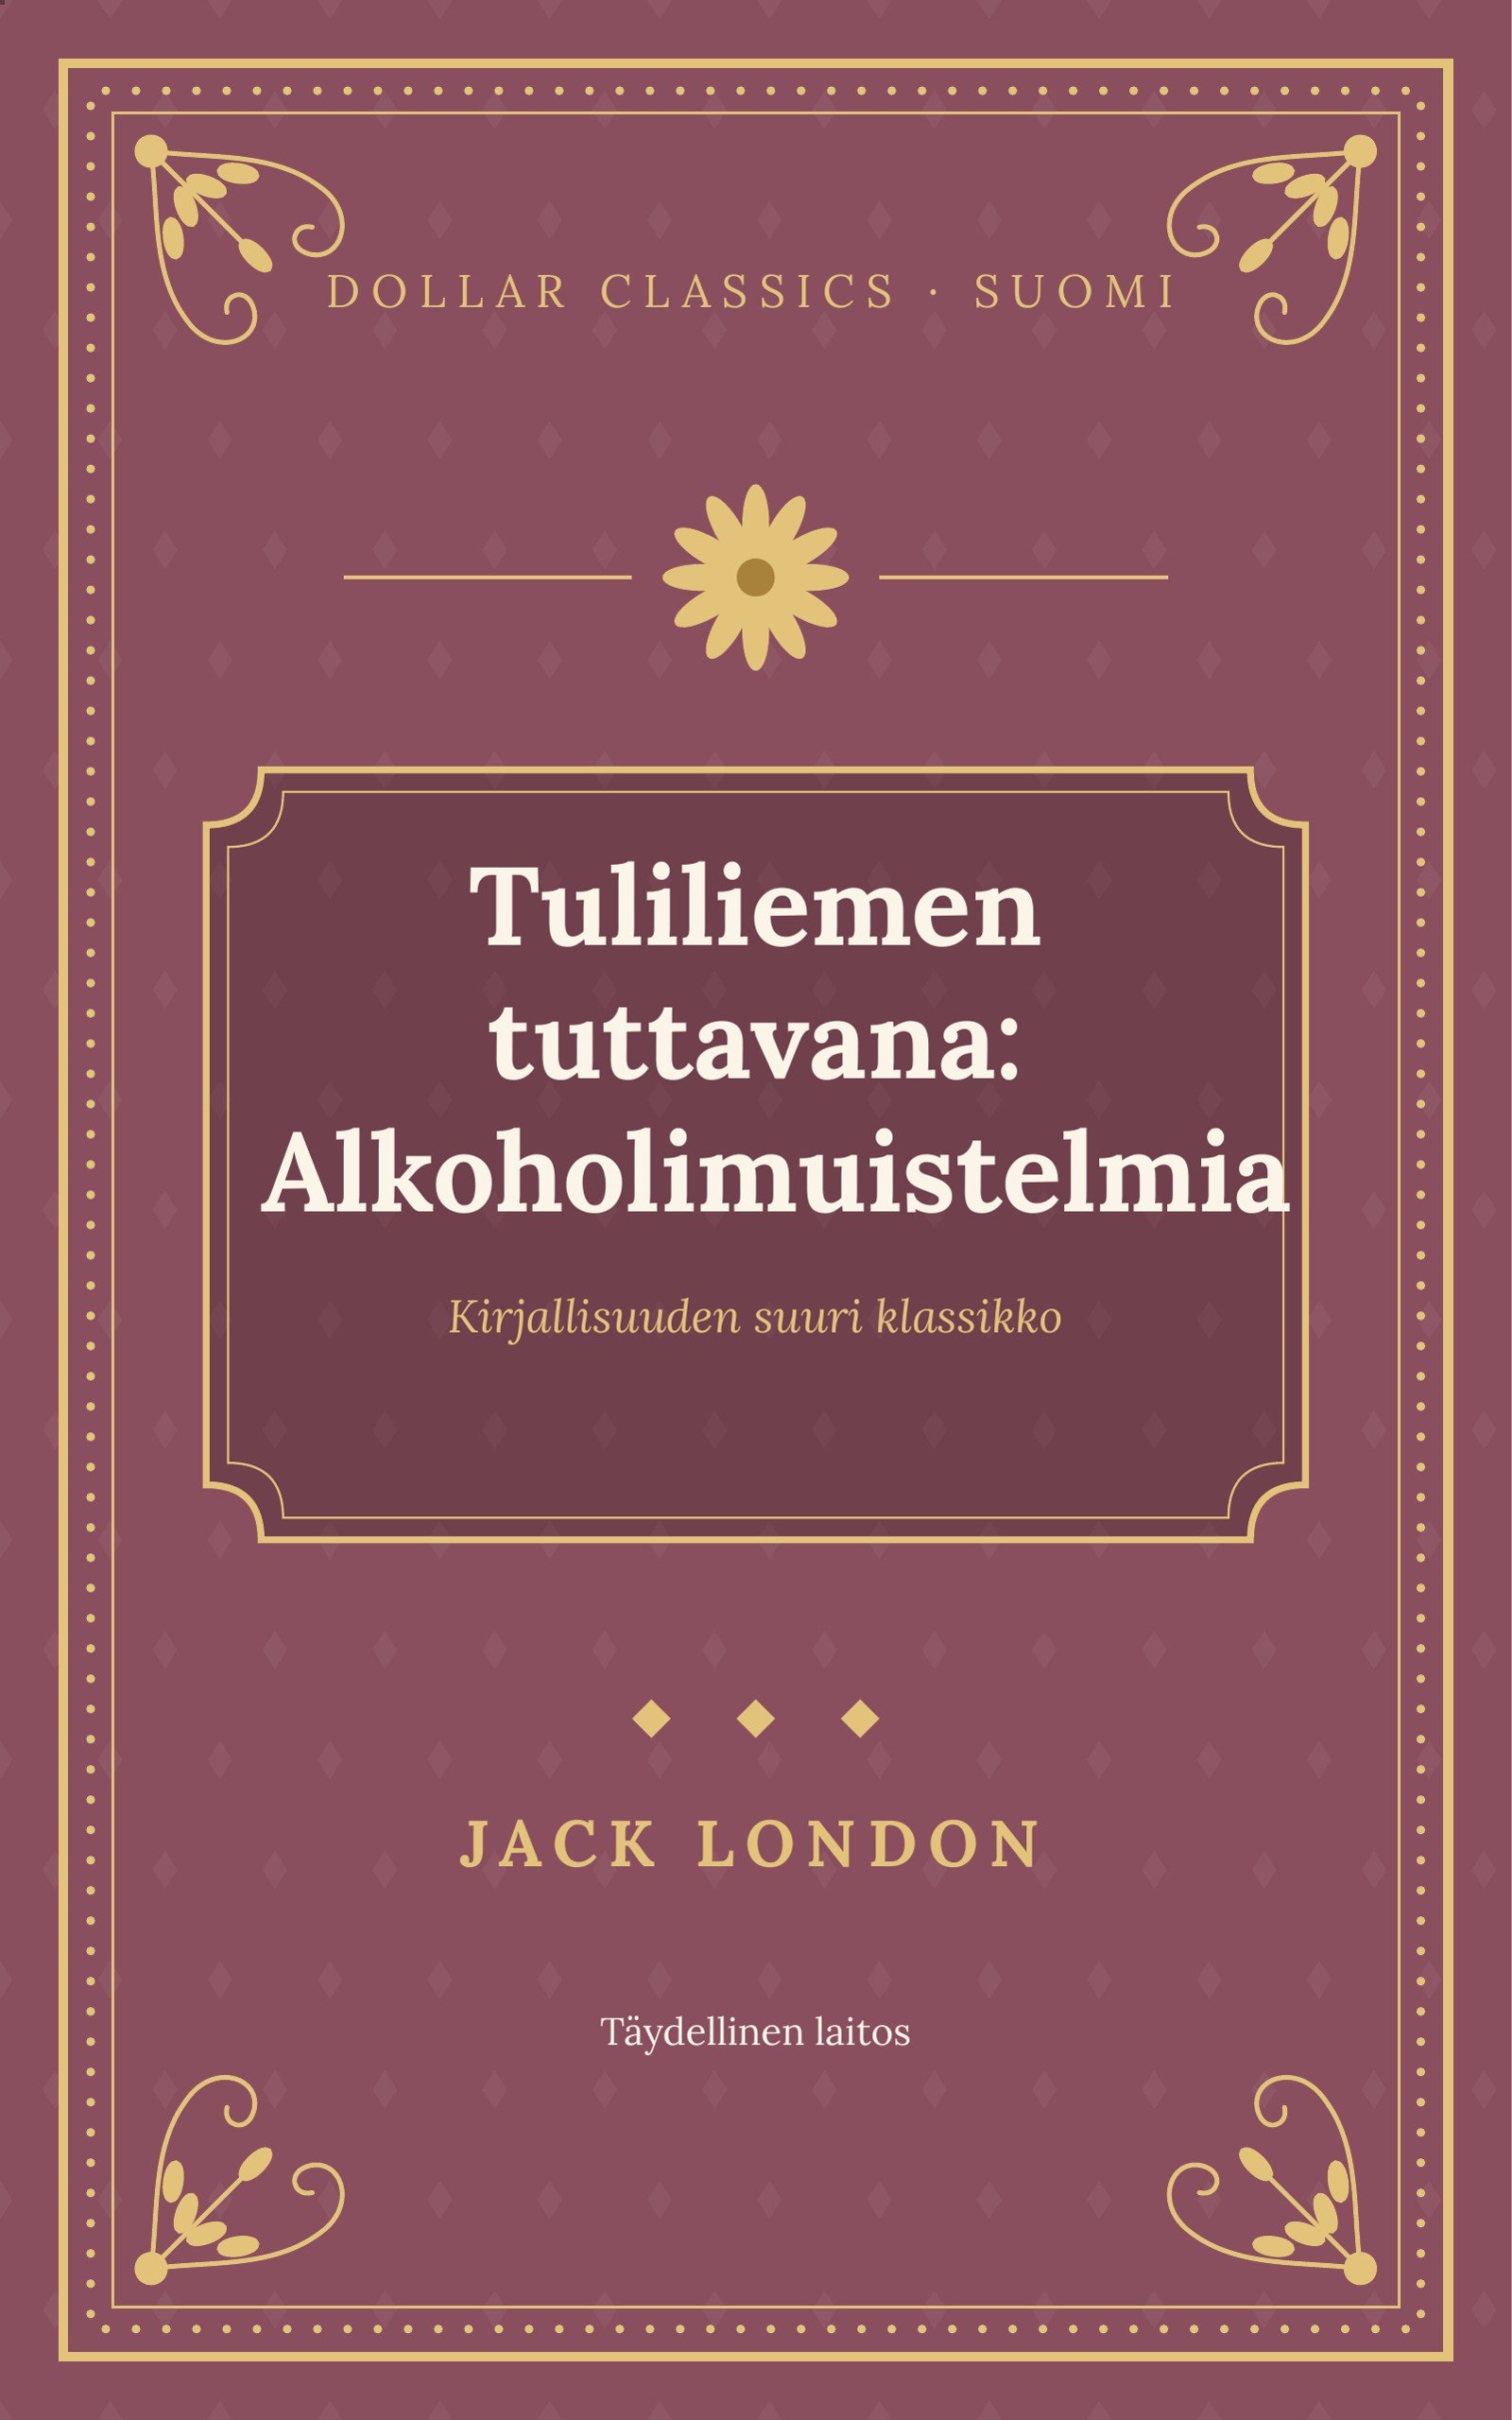 DOLLAR CLASSICS · SUOMI
Tuliliemen
tuttavana:
Alkoholimuistelmia
Kirjallisuuden suuri klassikko
JACK LONDON
Täydellinen laitos